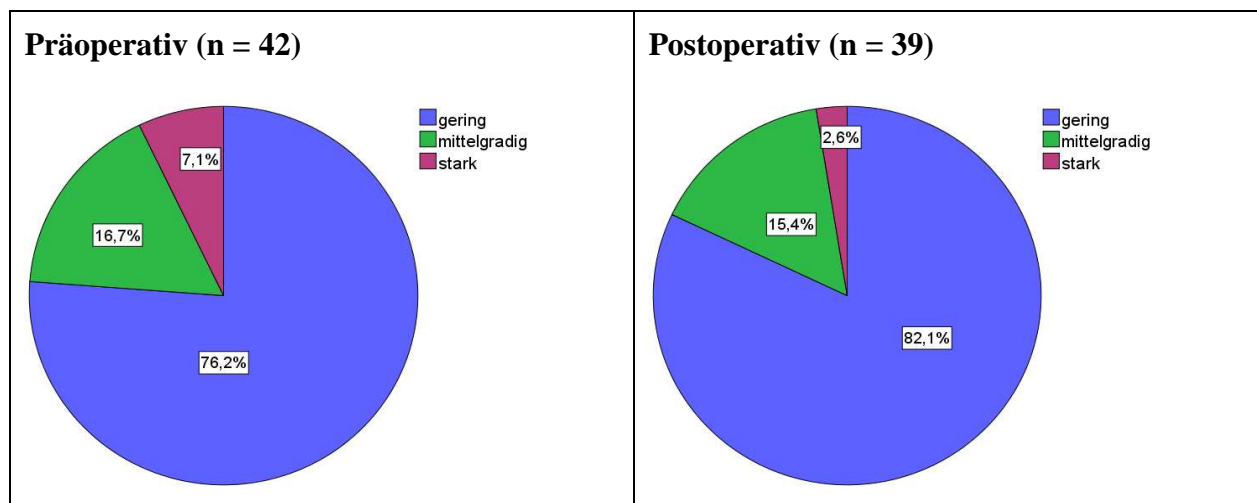 Präoperativ (n = 42)
gering
mittelgradig
stark
7,1%
16,7%
76,2%
Postoperativ (n = 39)
gering
mittelgradig
stark
2,6%
15,4%
82,1%